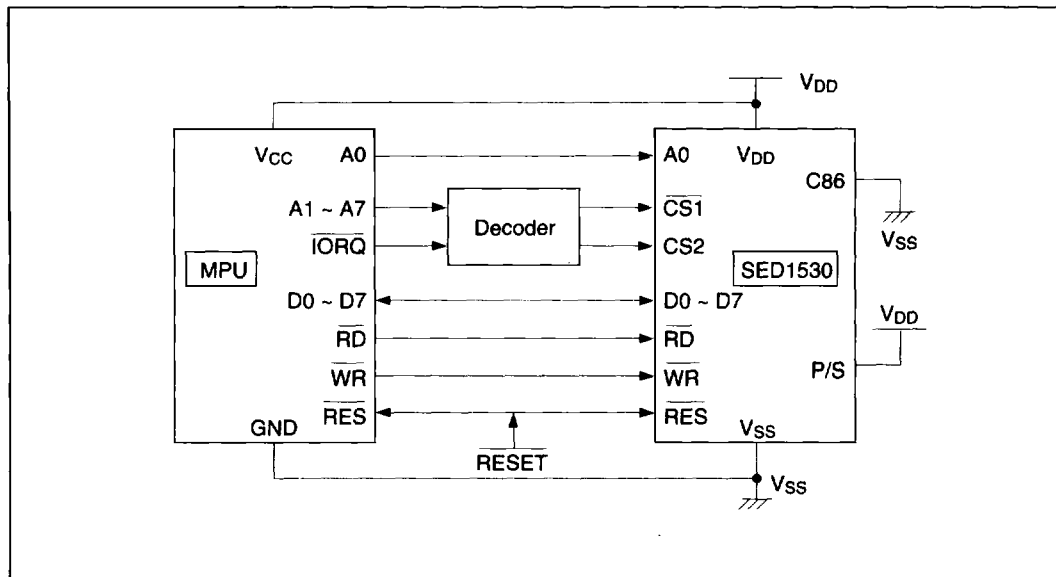 VDD
VCC
A0
A0
VDD
C86
A1 ~ A7
Decoder
CS1
IORQ
CS2
VSS
MPU
SED1530
D0 ~ D7
D0 ~ D7
VDD
RD
RD
WR
WR
P/S
RES
RES
GND
RESET
VSS
VSS